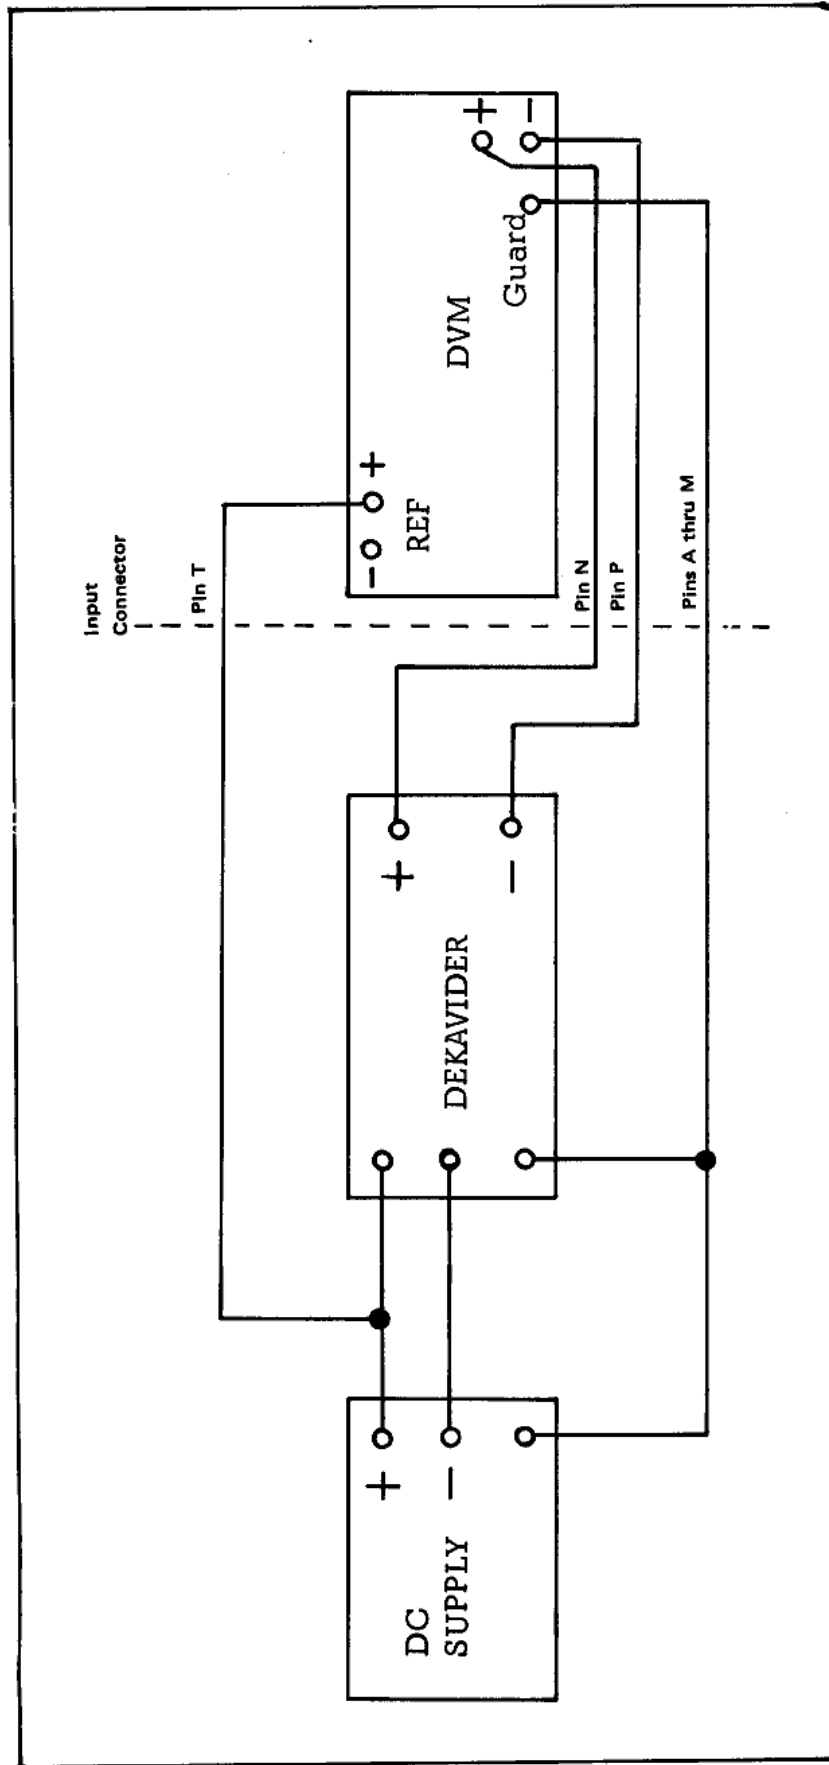 Input
Connector
Pin T
Pin N
Pin P
Pins A thru M
+
-
Guard
DVM
+
-
REF
+
-
DEKAVIDER
+
-
DC
SUPPLY